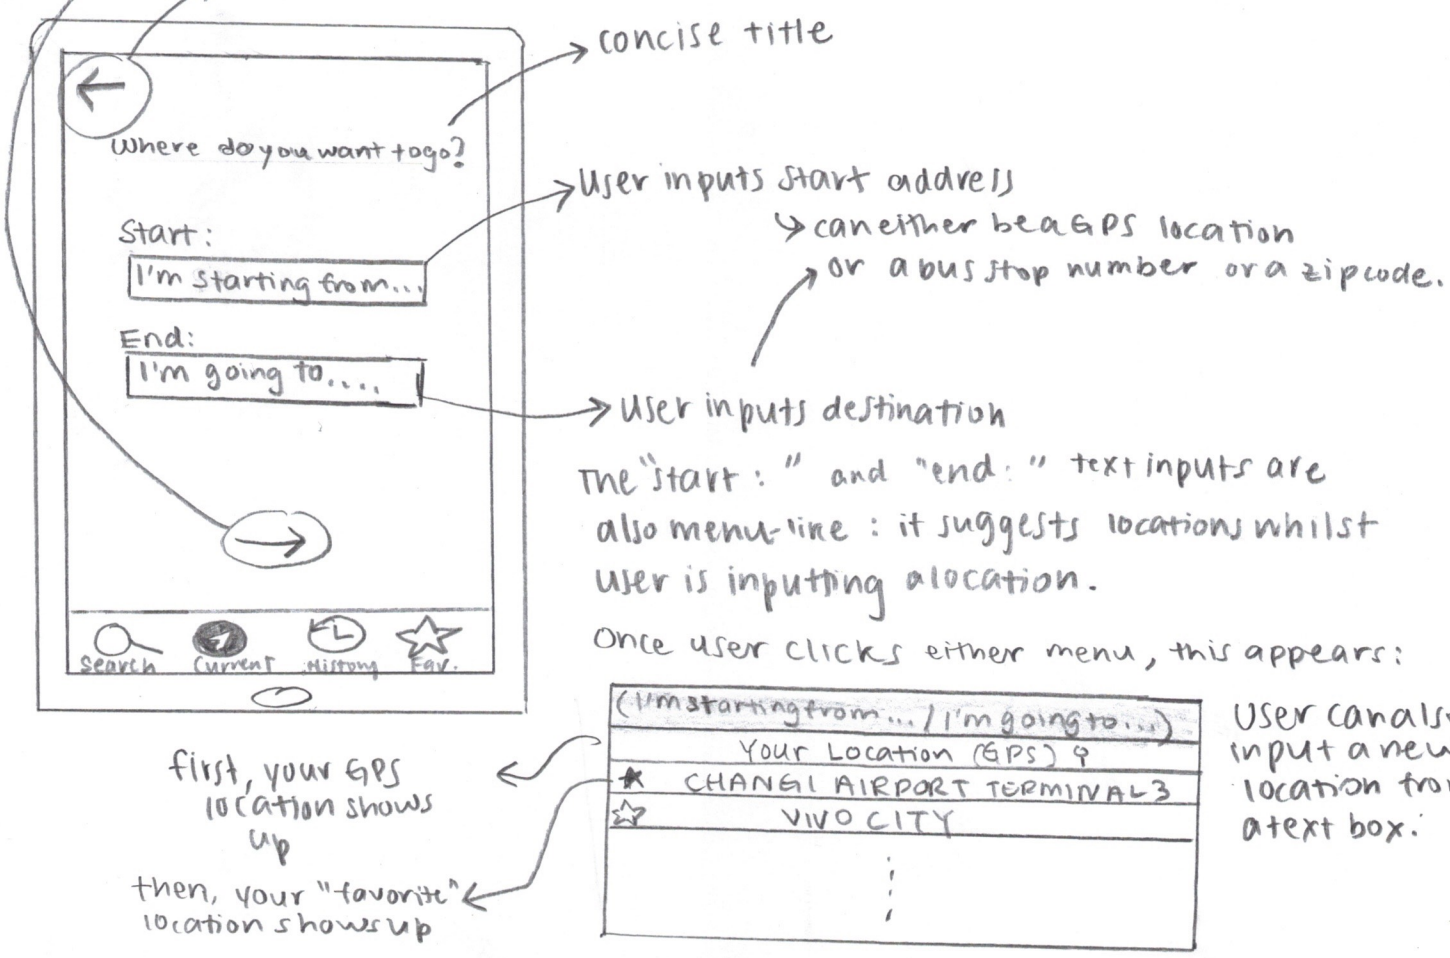 concise title
Where do you want to go?
User inputs start address
↳ can either be a GPS location
or a bus stop number or a zipcode.
Start:
I'm starting from...
End:
I'm going to....
User inputs destination
The "start:" and "end:" text inputs are
also menu-like : it suggests locations whilst
user is inputting a location.
Once user clicks either menu, this appears:
Search
Current
History
Fav.
(I'm starting from... / I'm going to...)
Your Location (GPS)
CHANGI AIRPORT TERMINAL 3
VIVO CITY
User can als
input a new
location fro
a text box.
first, your GPS
location shows
up
then, your "favorite"
location shows up